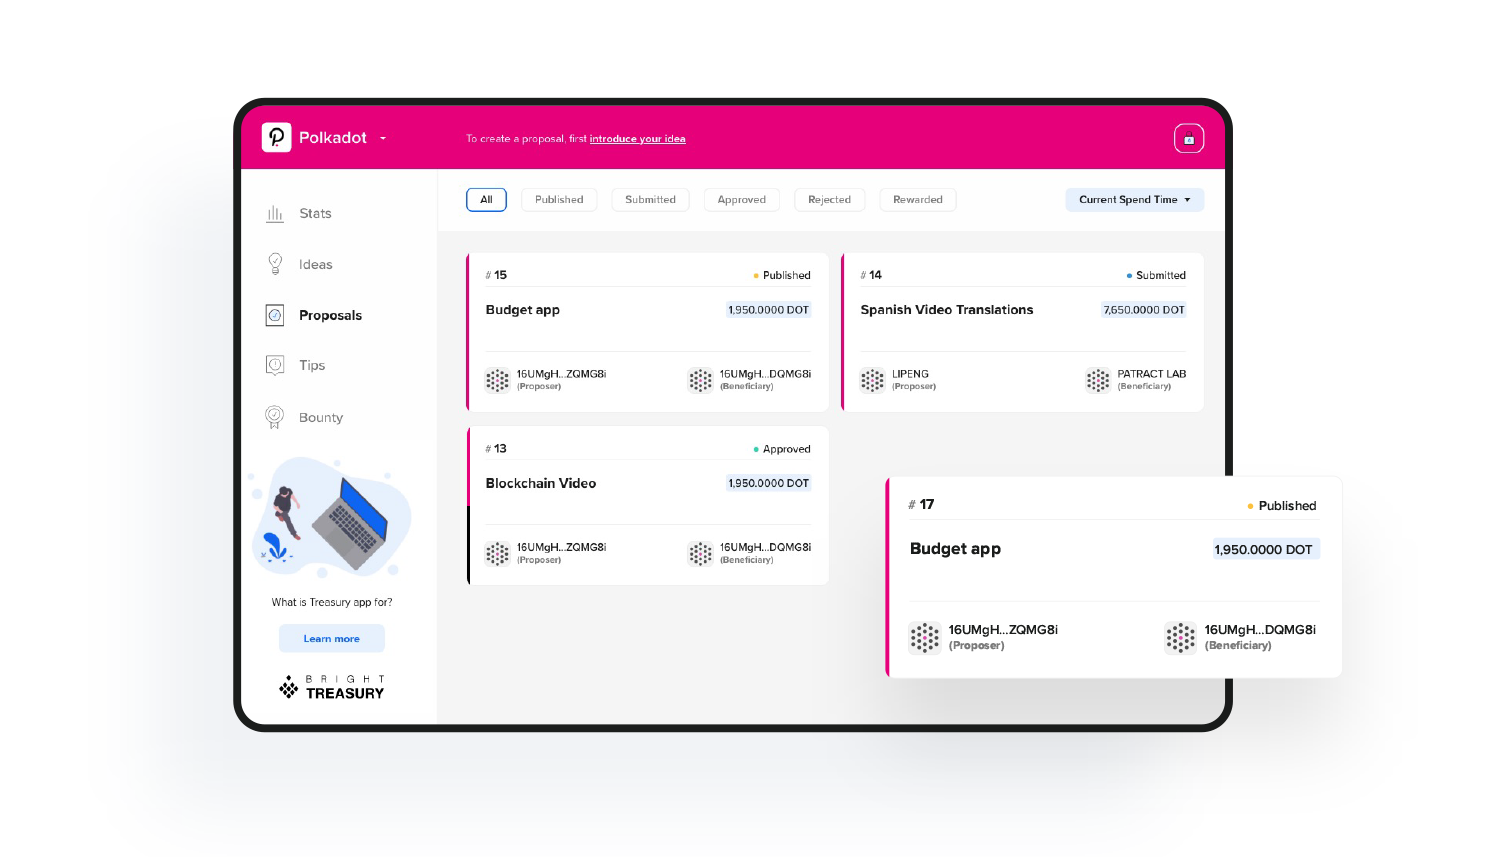 Polkadot
To create a proposal, first introduce your idea
Stats
Ideas
Proposals
Tips
Bounty
What is Treasury app for?
Learn more
BRIGHT
TREASURY
All
Published
Submitted
Approved
Rejected
Rewarded
Current Spend Time
# 15
Published
Budget app
1,950.0000 DOT
16UMgH...ZQMG8i
(Proposer)
16UMgH...DQMG8i
(Beneficiary)
# 14
Submitted
Spanish Video Translations
7,650.0000 DOT
LIPENG
(Proposer)
PATRACT LAB
(Beneficiary)
# 13
Approved
Blockchain Video
1,950.0000 DOT
16UMgH...ZQMG8i
(Proposer)
16UMgH...DQMG8i
(Beneficiary)
# 17
Published
Budget app
1,950.0000 DOT
16UMgH...ZQMG8i
(Proposer)
16UMgH...DQMG8i
(Beneficiary)